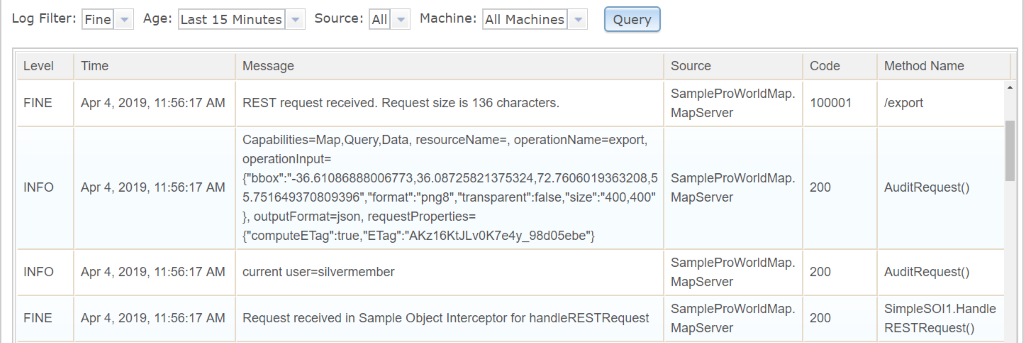 Log Filter: Fine Age: Last 15 Minutes Source: All Machine: All Machines Query
Level Time Message Source Code Method Name
FINE Apr 4, 2019, 11:56:17 AM REST request received. Request size is 136 characters. SampleProWorldMap.
MapServer 100001 /export
INFO Apr 4, 2019, 11:56:17 AM Capabilities=Map,Query,Data, resourceName=, operationName=export,
operationInput=
{"bbox":"-36.61086888006773,36.08725821375324,72.7606019363208,5
5.751649370809396","format":"png8","transparent":false,"size":"400,400"
}, outputFormat=json, requestProperties=
{"computeETag":true,"ETag":"AKz16KtJLv0K7e4y_98d05ebe"}
SampleProWorldMap.
MapServer 200 AuditRequest()
INFO Apr 4, 2019, 11:56:17 AM current user=silvermember SampleProWorldMap.
MapServer 200 AuditRequest()
FINE Apr 4, 2019, 11:56:17 AM Request received in Sample Object Interceptor for handleRESTRequest SampleProWorldMap.
MapServer 200 SimpleSOI1.Handle
RESTRequest()